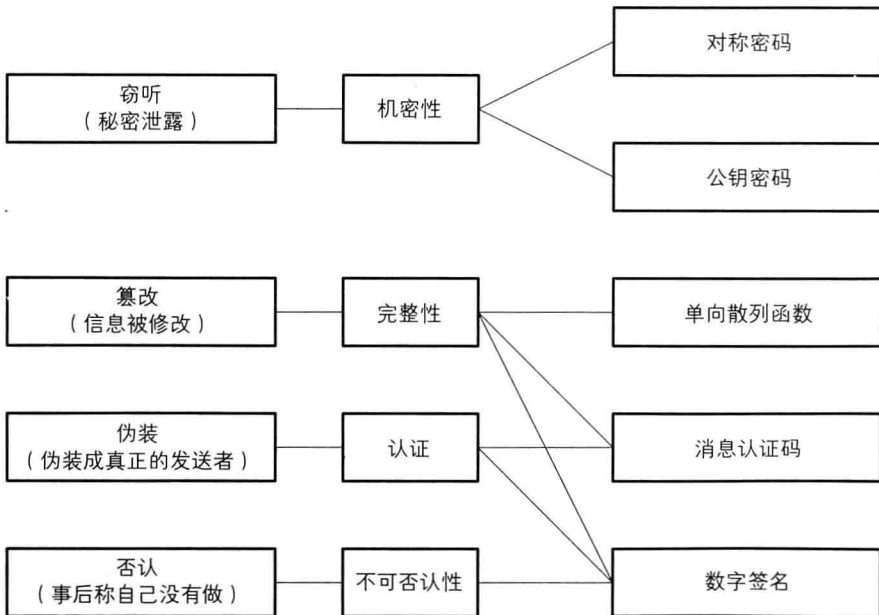 对称密码
窃听
（秘密泄露）
机密性
公钥密码
篡改
（信息被修改）
完整性
单向散列函数
伪装
（伪装成真正的发送者）
认证
消息认证码
否认
（事后称自己没有做）
不可否认性
数字签名